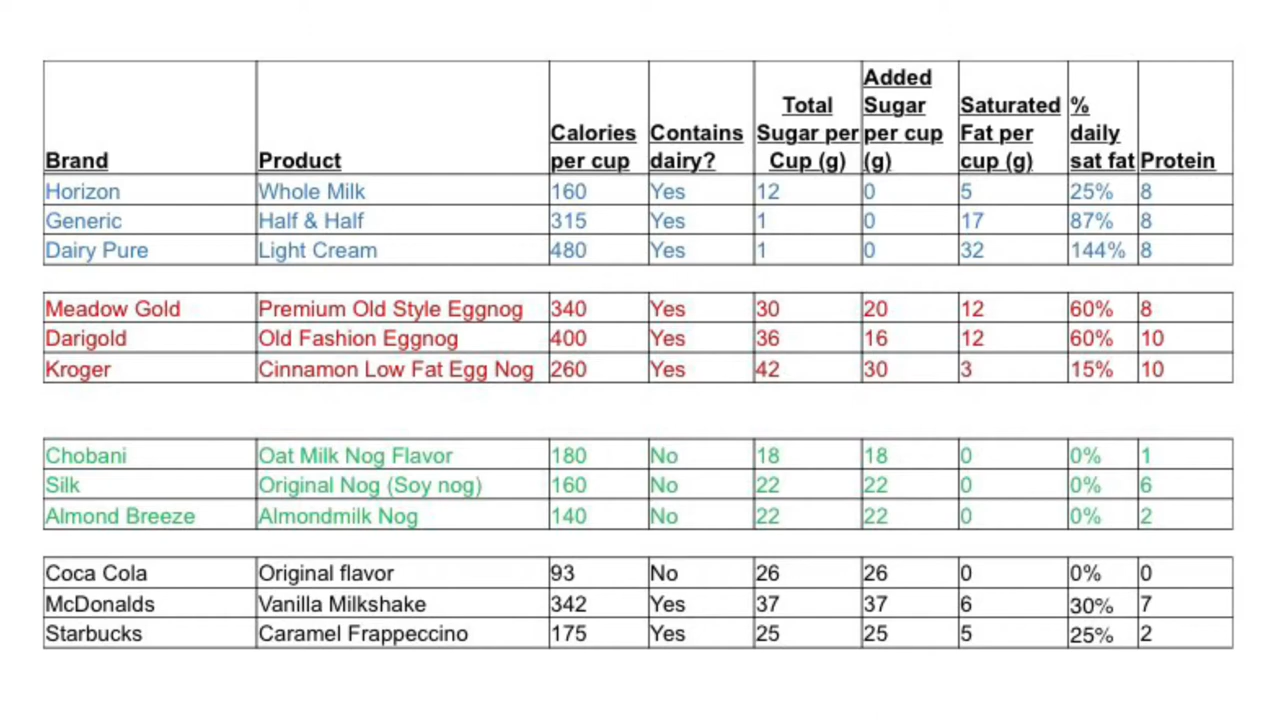 Brand Product Calories per cup Contains dairy? Total Sugar per Cup (g) Added Sugar per cup (g) Saturated Fat per cup (g) % daily sat fat Protein
Horizon Whole Milk 160 Yes 12 0 5 25% 8
Generic Half & Half 315 Yes 1 0 17 87% 8
Dairy Pure Light Cream 480 Yes 1 0 32 144% 8
Meadow Gold Premium Old Style Eggnog 340 Yes 30 20 12 60% 8
Darigold Old Fashion Eggnog 400 Yes 36 16 12 60% 10
Kroger Cinnamon Low Fat Egg Nog 260 Yes 42 30 3 15% 10
Chobani Oat Milk Nog Flavor 180 No 18 18 0 0% 1
Silk Original Nog (Soy nog) 160 No 22 22 0 0% 6
Almond Breeze Almondmilk Nog 140 No 22 22 0 0% 2
Coca Cola Original flavor 93 No 26 26 0 0% 0
McDonalds Vanilla Milkshake 342 Yes 37 37 6 30% 7
Starbucks Caramel Frappeccino 175 Yes 25 25 5 25% 2